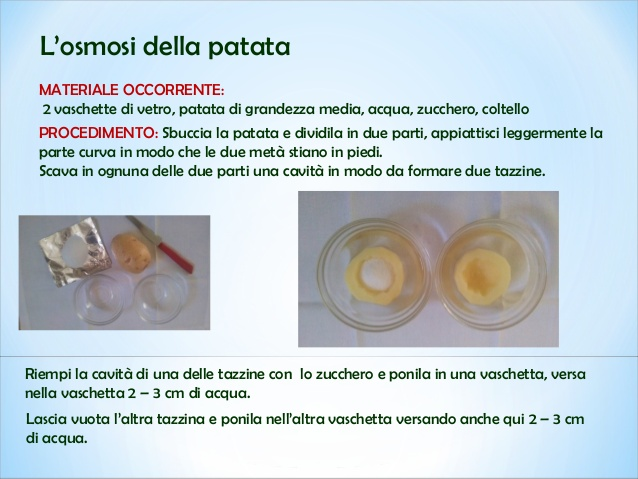 L'osmosi della patata
MATERIALE OCCORRENTE:
2 vaschette di vetro, patata di grandezza media, acqua, zucchero, coltello
PROCEDIMENTO: Sbuccia la patata e dividila in due parti, appiattisci leggermente la
parte curva in modo che le due metà stiano in piedi.
Scava in ognuna delle due parti una cavità in modo da formare due tazzine.
Riempi la cavità di una delle tazzine con lo zucchero e ponila in una vaschetta, versa
nella vaschetta 2 – 3 cm di acqua.
Lascia vuota l'altra tazzina e ponila nell'altra vaschetta versando anche qui 2 – 3 cm
di acqua.